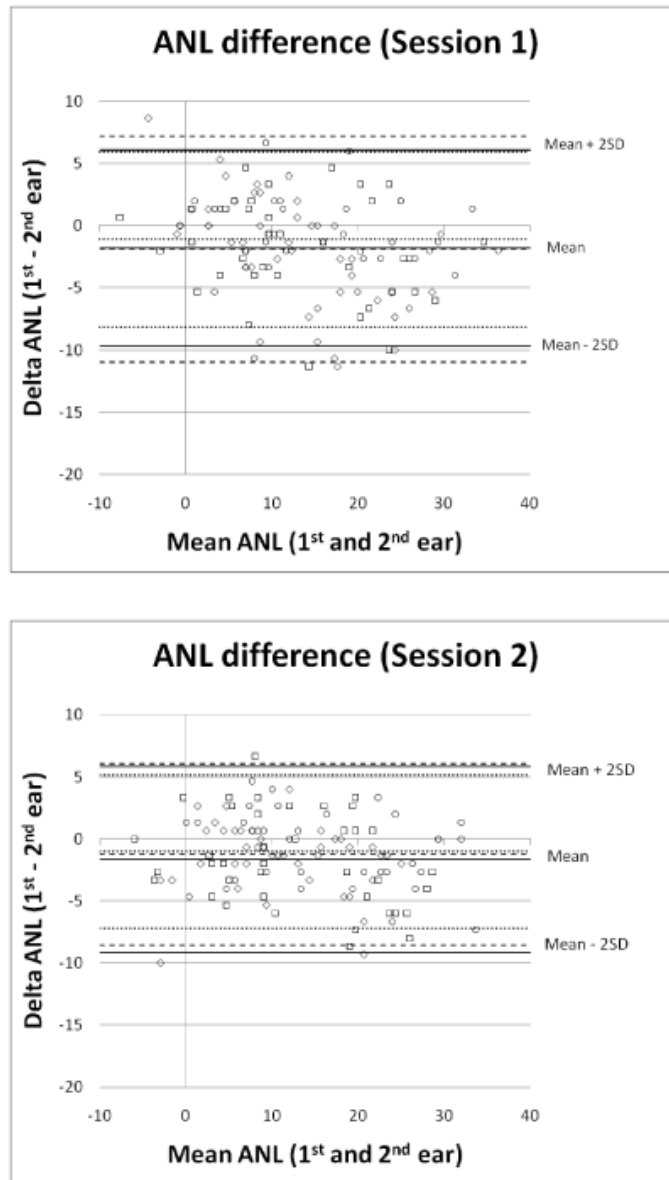 ANL difference (Session 1)
10
5
0
-5
-10
-15
-20
-10 0 10 20 30 40
Delta ANL (1st - 2nd ear)
Mean + 2SD
Mean
Mean - 2SD
Mean ANL (1st and 2nd ear)
ANL difference (Session 2)
10
5
0
-5
-10
-15
-20
-10 0 10 20 30 40
Delta ANL (1st - 2nd ear)
Mean + 2SD
Mean
Mean - 2SD
Mean ANL (1st and 2nd ear)